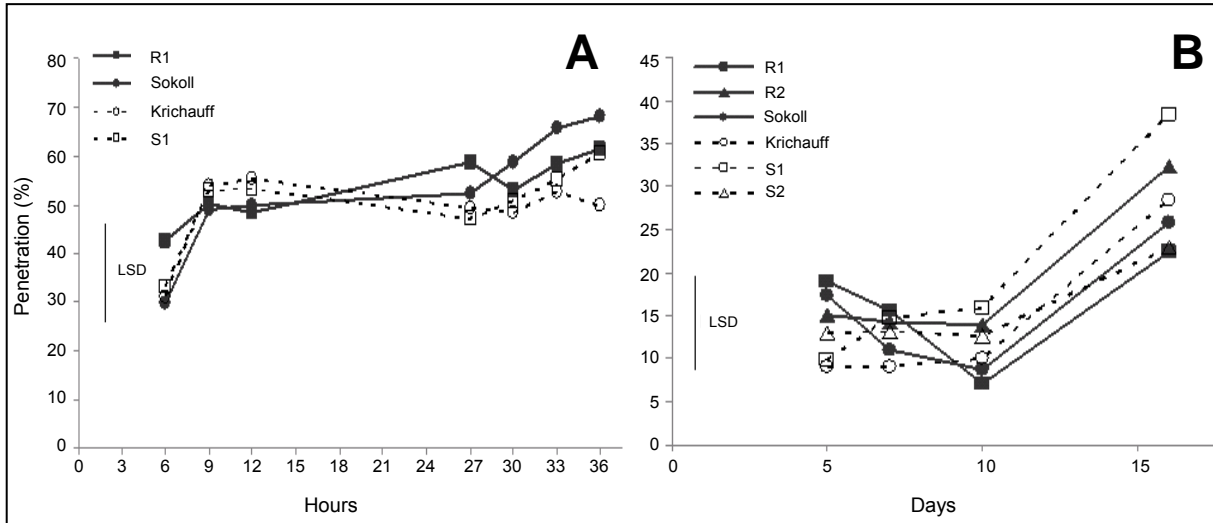 A
R1
Sokoll
Krichauff
S1
80
70
60
50
40
30
20
10
0
Penetration (%)
LSD
0 3 6 9 12 15 18 21 24 27 30 33 36
Hours
B
R1
R2
Sokoll
Krichauff
S1
S2
45
40
35
30
25
20
15
10
5
0
LSD
0 5 10 15
Days